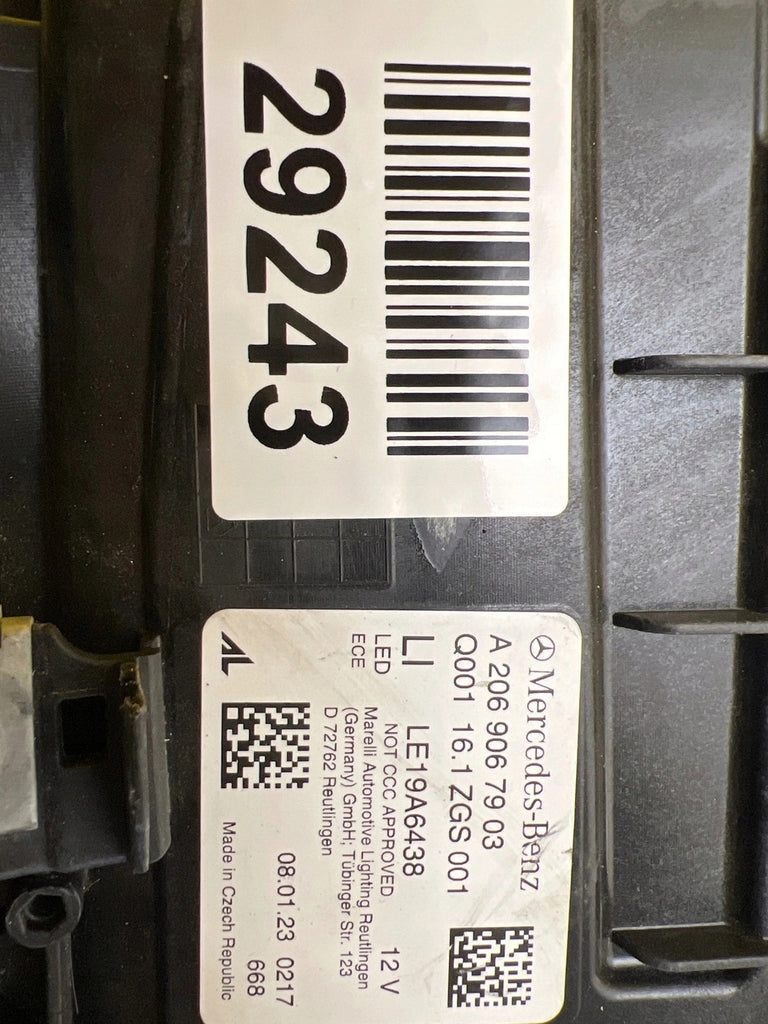 29243
Mercedes-Benz
A 206 906 79 03
Q001 16.1 ZGS 001
LI LE19A6438
LED NOT CCC APPROVED 12 V
ECE Marelli Automotive Lighting Reutlingen
(Germany) GmbH; Tübinger Str. 123
D 72762 Reutlingen
AL 08.01.23 0217
668
Made in Czech Republic